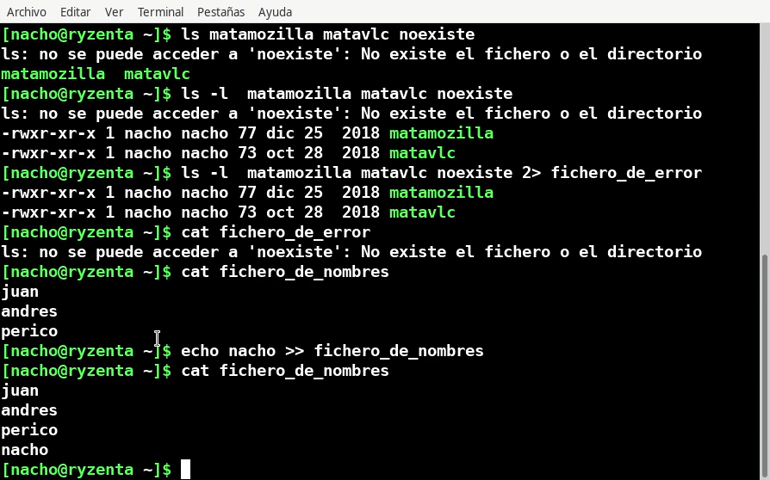 Archivo Editar Ver Terminal Pestañas Ayuda
[nacho@ryzenta ~]$ ls matamozilla matavlc noexiste
ls: no se puede acceder a 'noexiste': No existe el fichero o el directorio
matamozilla  matavlc
[nacho@ryzenta ~]$ ls -l  matamozilla matavlc noexiste
ls: no se puede acceder a 'noexiste': No existe el fichero o el directorio
-rwxr-xr-x 1 nacho nacho 77 dic 25  2018 matamozilla
-rwxr-xr-x 1 nacho nacho 73 oct 28  2018 matavlc
[nacho@ryzenta ~]$ ls -l  matamozilla matavlc noexiste 2> fichero_de_error
-rwxr-xr-x 1 nacho nacho 77 dic 25  2018 matamozilla
-rwxr-xr-x 1 nacho nacho 73 oct 28  2018 matavlc
[nacho@ryzenta ~]$ cat fichero_de_error
ls: no se puede acceder a 'noexiste': No existe el fichero o el directorio
[nacho@ryzenta ~]$ cat fichero_de_nombres
juan
andres
perico
[nacho@ryzenta ~]$ echo nacho >> fichero_de_nombres
[nacho@ryzenta ~]$ cat fichero_de_nombres
juan
andres
perico
nacho
[nacho@ryzenta ~]$